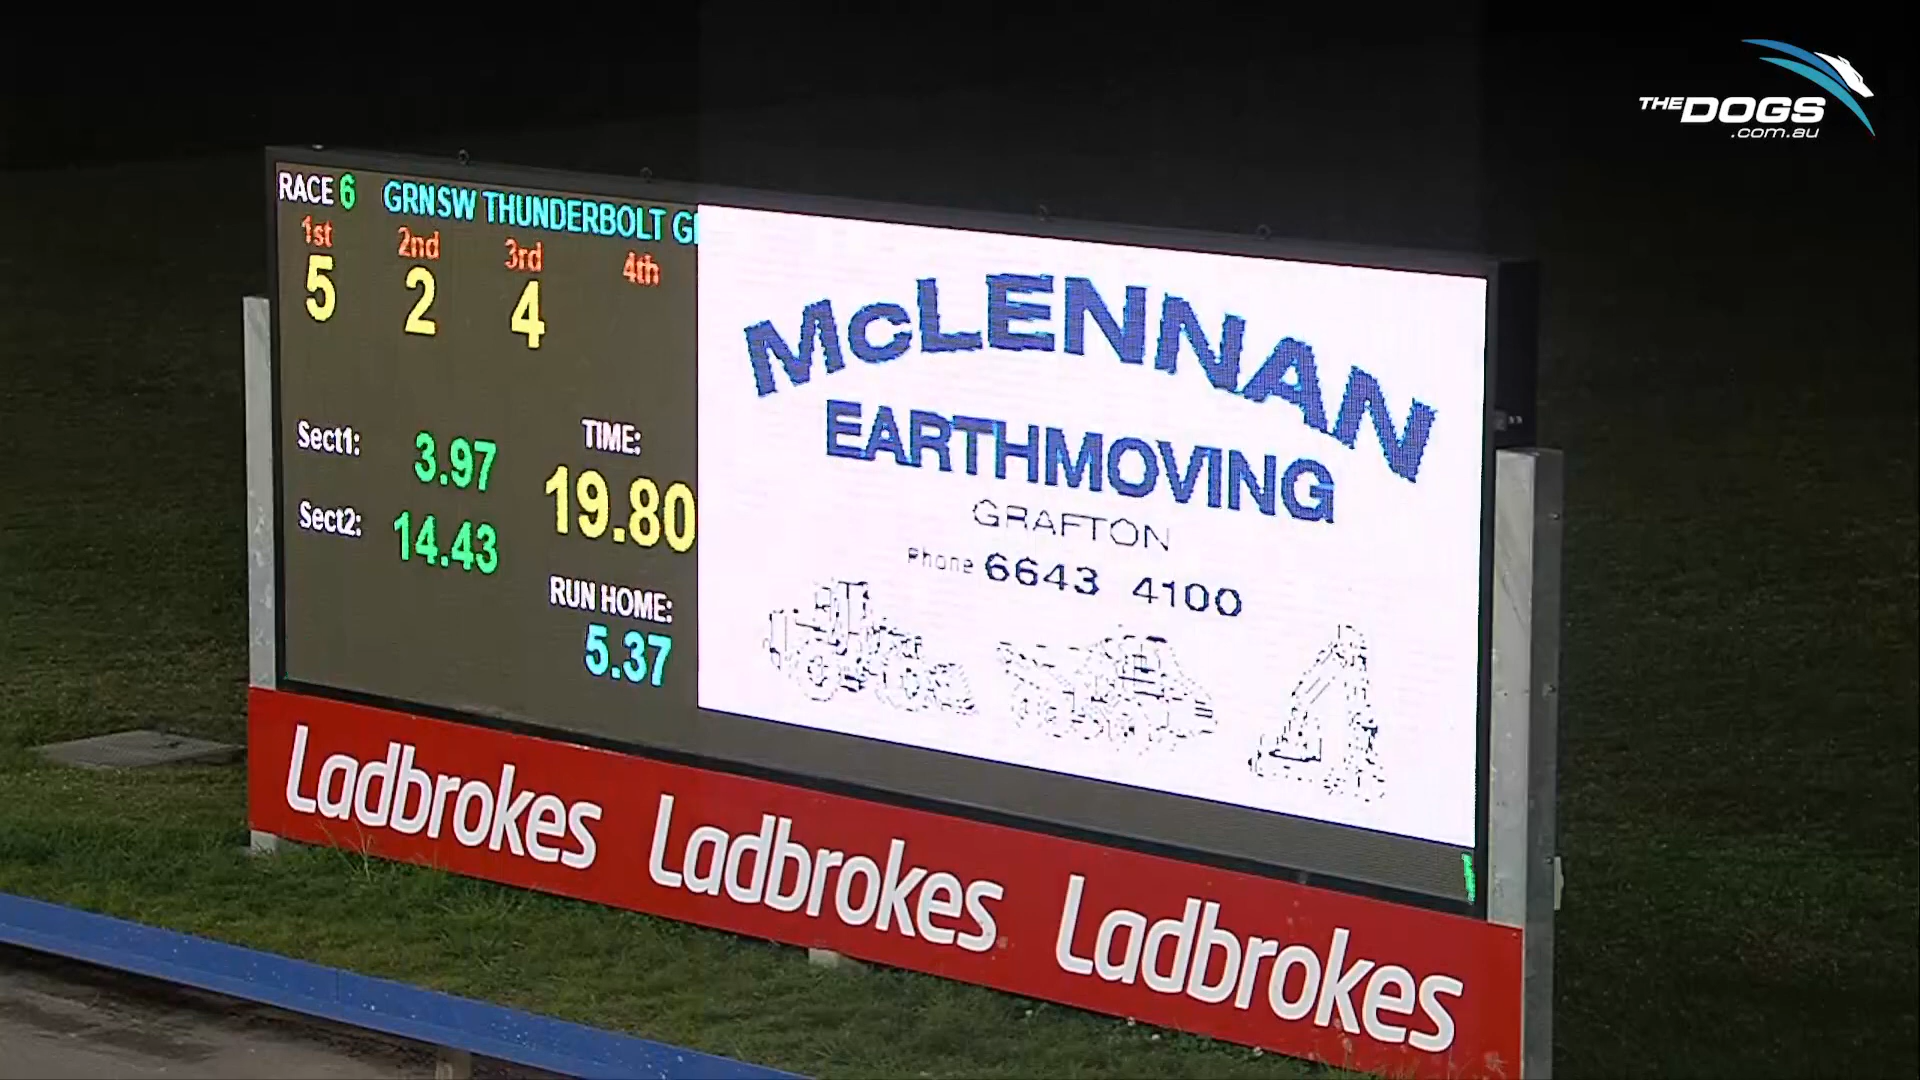 THE DOGS
.com.au
RACE 6 GRNSW THUNDERBOLT
1st 2nd 3rd 4th
5 2 4
Sect1: 3.97
Sect2: 14.43
TIME:
19.80
RUN HOME:
5.37
McLENNAN
EARTHMOVING
GRAFTON
Phone 6643 4100
Ladbrokes Ladbrokes Ladbrokes